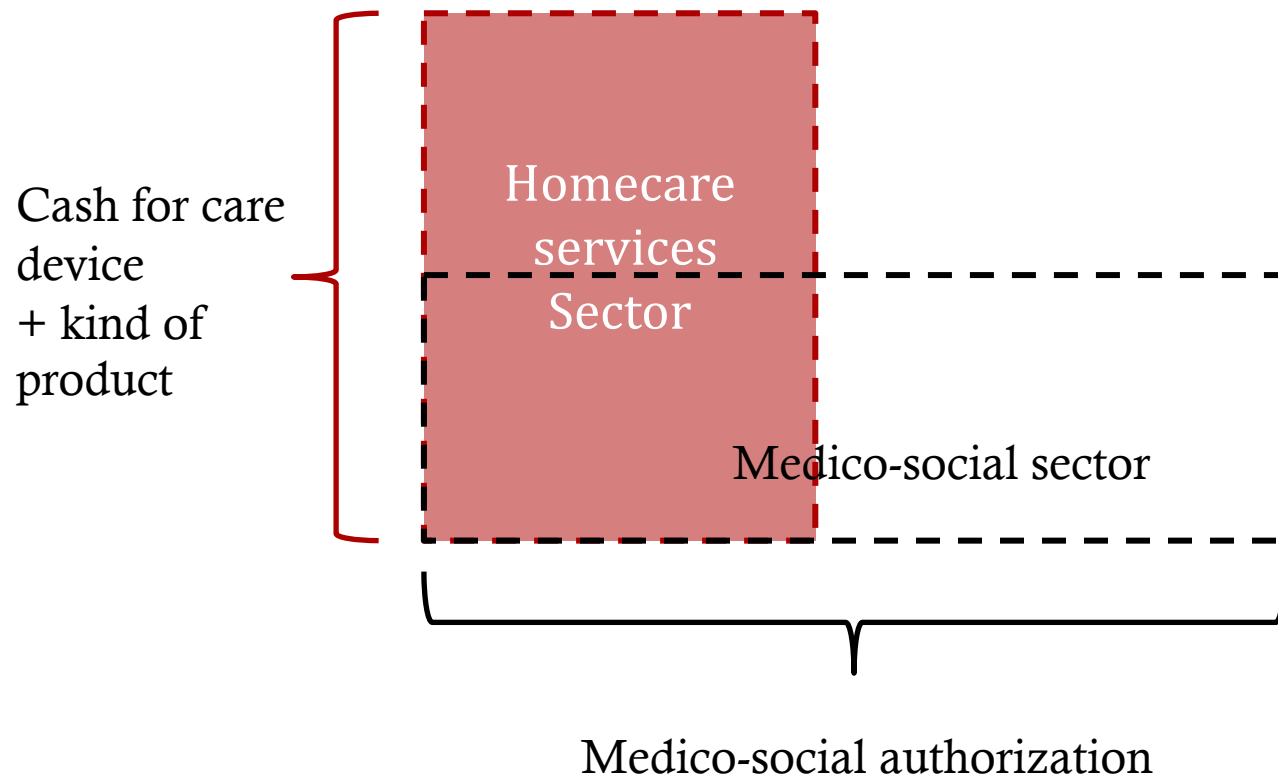 Cash for care
device
+ kind of
product
Homecare
services
Sector
Medico-social sector
Medico-social authorization